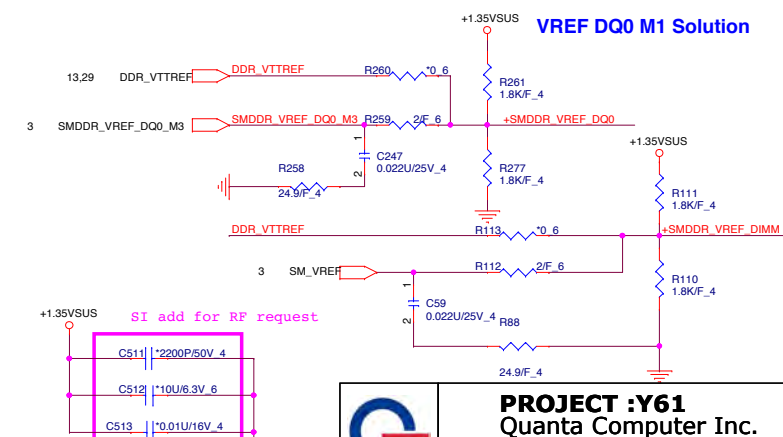 +1.35VSUS
VREF DQ0 M1 Solution
13,29 DDR_VTTREF DDR_VTTREF R260 *0_6
R261
1.8K/F_4
3 SMDDR_VREF_DQ0_M3 SMDDR_VREF_DQ0_M3 R259 2/F_6 +SMDDR_VREF_DQ0
1
C247
0.022U/25V_4
2
R258
24.9/F_4
R277
1.8K/F_4
+1.35VSUS
R111
1.8K/F_4
DDR_VTTREF R113 *0_6 +SMDDR_VREF_DIMM
3 SM_VREF R112 2/F_6
R110
1.8K/F_4
1
C59
0.022U/25V_4
2
R88
24.9/F_4
+1.35VSUS
SI add for RF request
C511 *2200P/50V_4
C512 *10U/6.3V_6
C513 *0.01U/16V_4
PROJECT :Y61
Quanta Computer Inc.